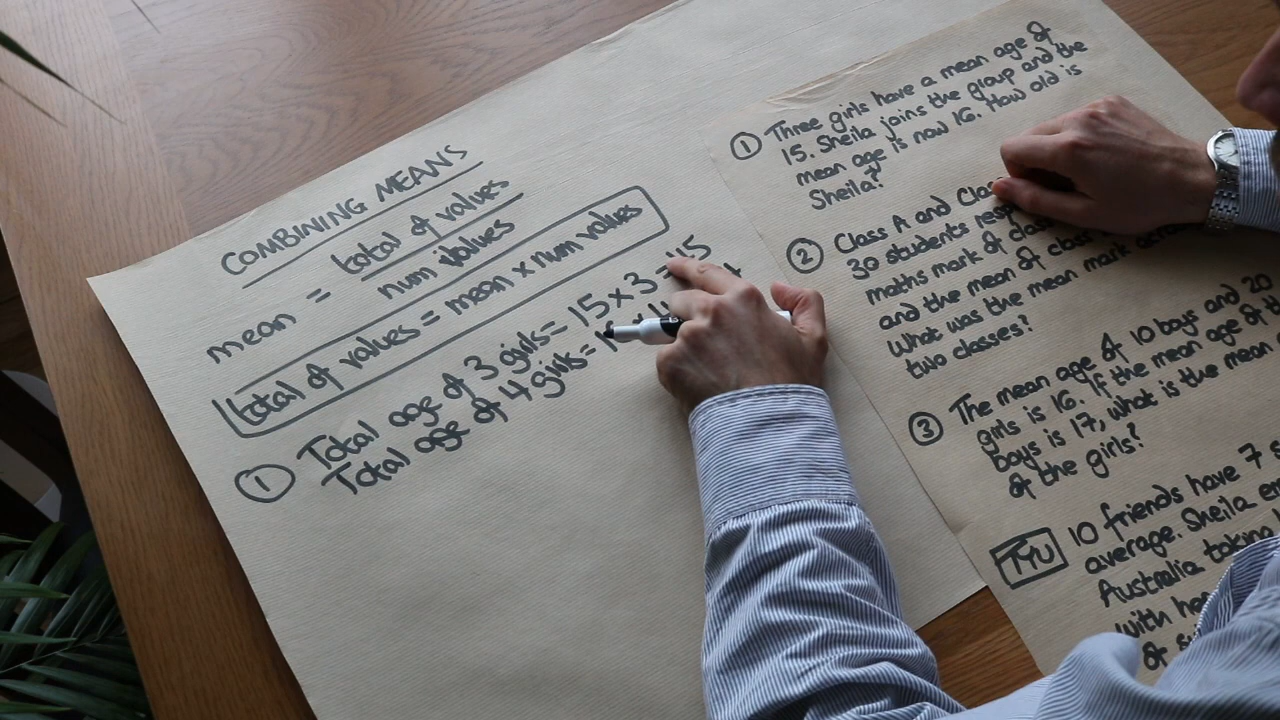 COMBINING MEANS
mean = total of values
num values
total of values = mean x num values
① Total age of 3 girls = 15 x 3 = 45
Total age of 4 girls =
① Three girls have a mean age of
15. Sheila joins the group and the
mean age is now 16. How old is
Sheila?
② Class A and
30 students
maths mark of
and the mean of
What was the mean mark
two classes?
③ The mean age of 10 boys and 20
girls is 16. If the mean age of the
boys is 17, what is the mean
of the girls?
TYU 10 friends have 7
average. Sheila
Australia taking
with
of